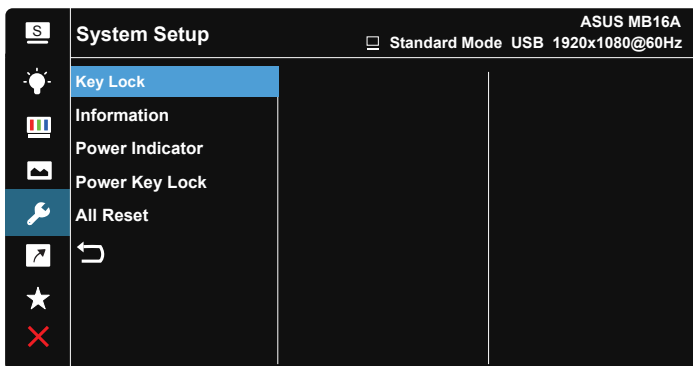 S
System Setup
ASUS MB16A
Standard Mode USB 1920x1080@60Hz
Key Lock
Information
Power Indicator
Power Key Lock
All Reset